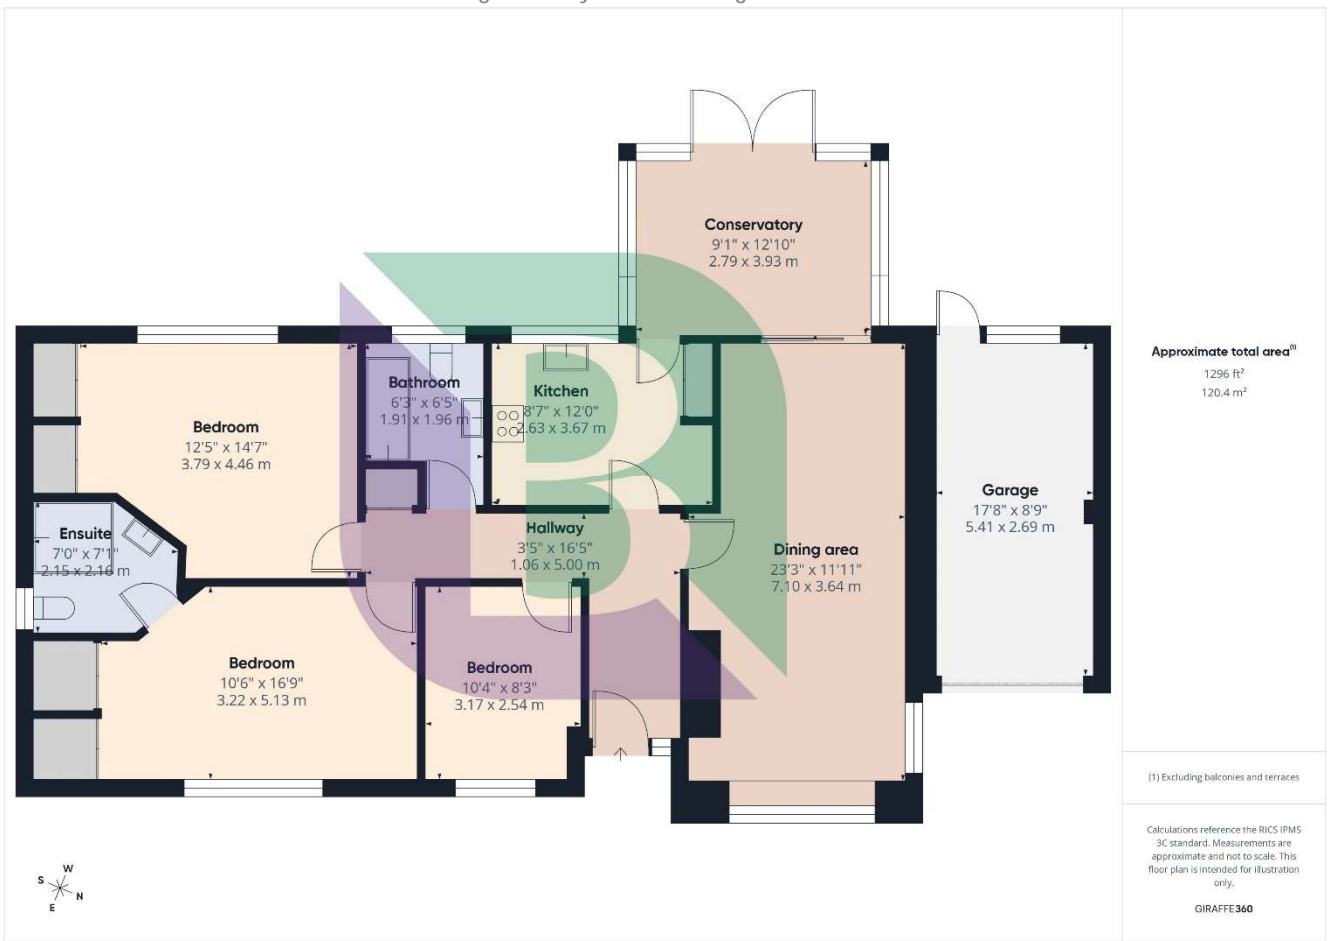 Conservatory
9'1" x 12'10"
2.79 x 3.93 m
Approximate total area⁽¹⁾
1296 ft²
120.4 m²
Bathroom
6'3" x 6'5"
1.91 x 1.96 m
Kitchen
8'7" x 12'0"
2.63 x 3.67 m
Bedroom
12'5" x 14'7"
3.79 x 4.46 m
Garage
17'8" x 8'9"
5.41 x 2.69 m
Ensuite
7'0" x 7'1"
2.15 x 2.16 m
Hallway
3'5" x 16'5"
1.06 x 5.00 m
Dining area
23'3" x 11'11"
7.10 x 3.64 m
Bedroom
10'6" x 16'9"
3.22 x 5.13 m
Bedroom
10'4" x 8'3"
3.17 x 2.54 m
(1) Excluding balconies and terraces
Calculations reference the RICS IPMS
3C standard. Measurements are
approximate and not to scale. This
floor plan is intended for illustration
only.
GIRAFFE360
W
S
N
E
B